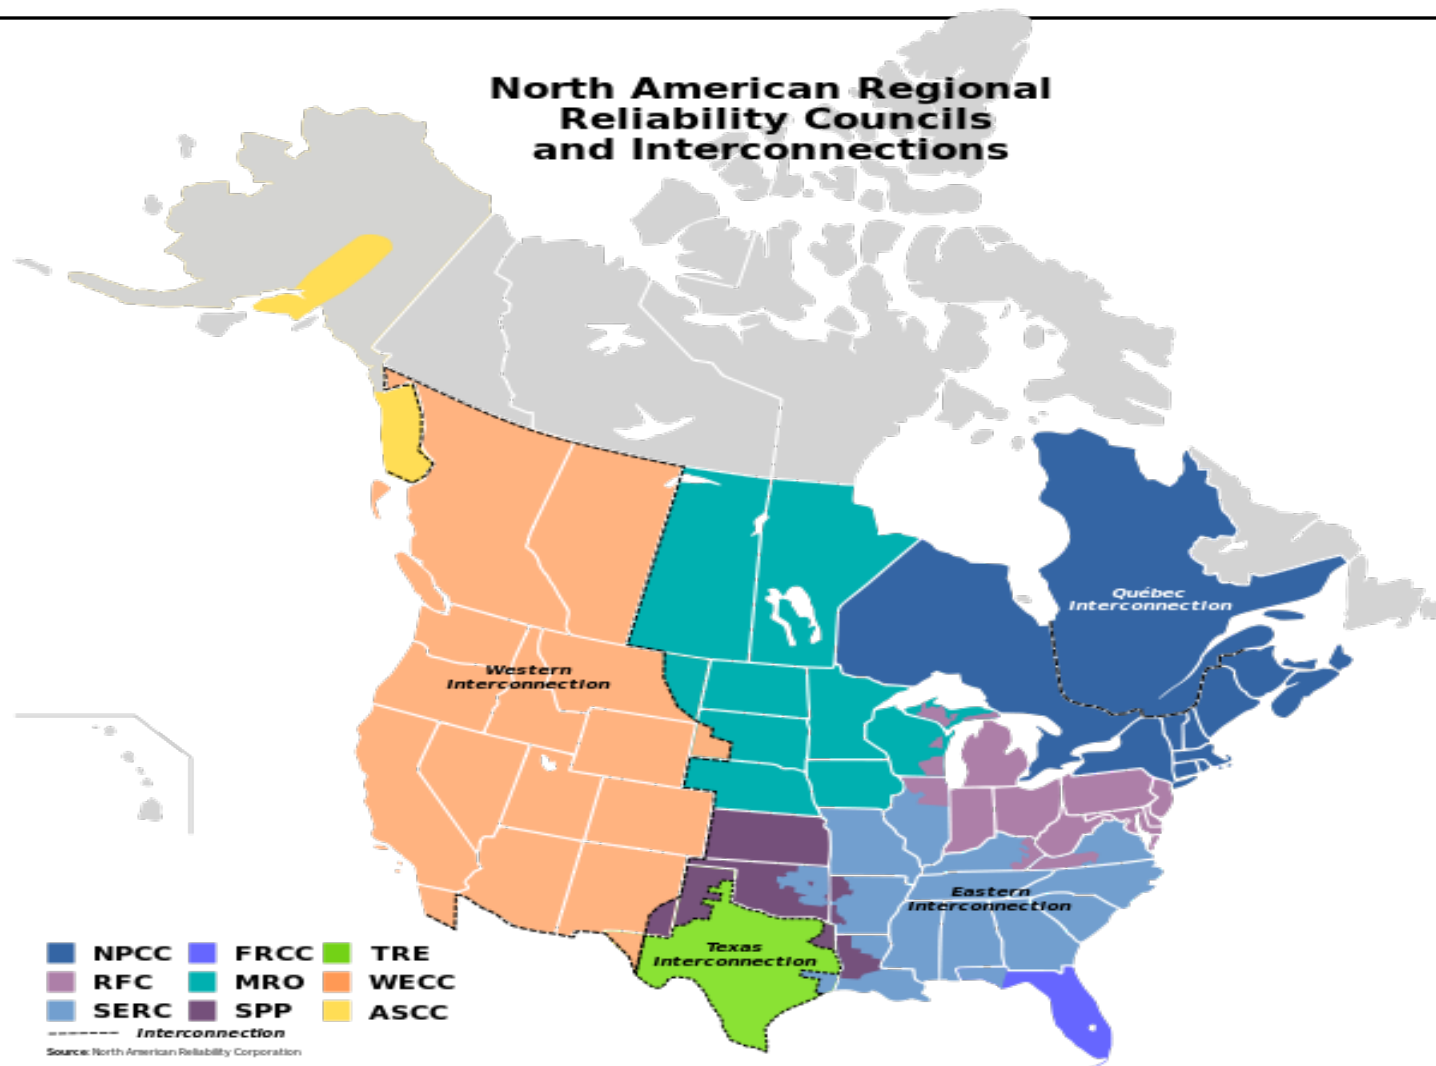 North American Regional
Reliability Councils
and Interconnections
Québec
Interconnection
Western
Interconnection
Eastern
Interconnection
Texas
Interconnection
NPCC FRCC TRE
RFC MRO WECC
SERC SPP ASCC
Interconnection
Source: North American Reliability Corporation